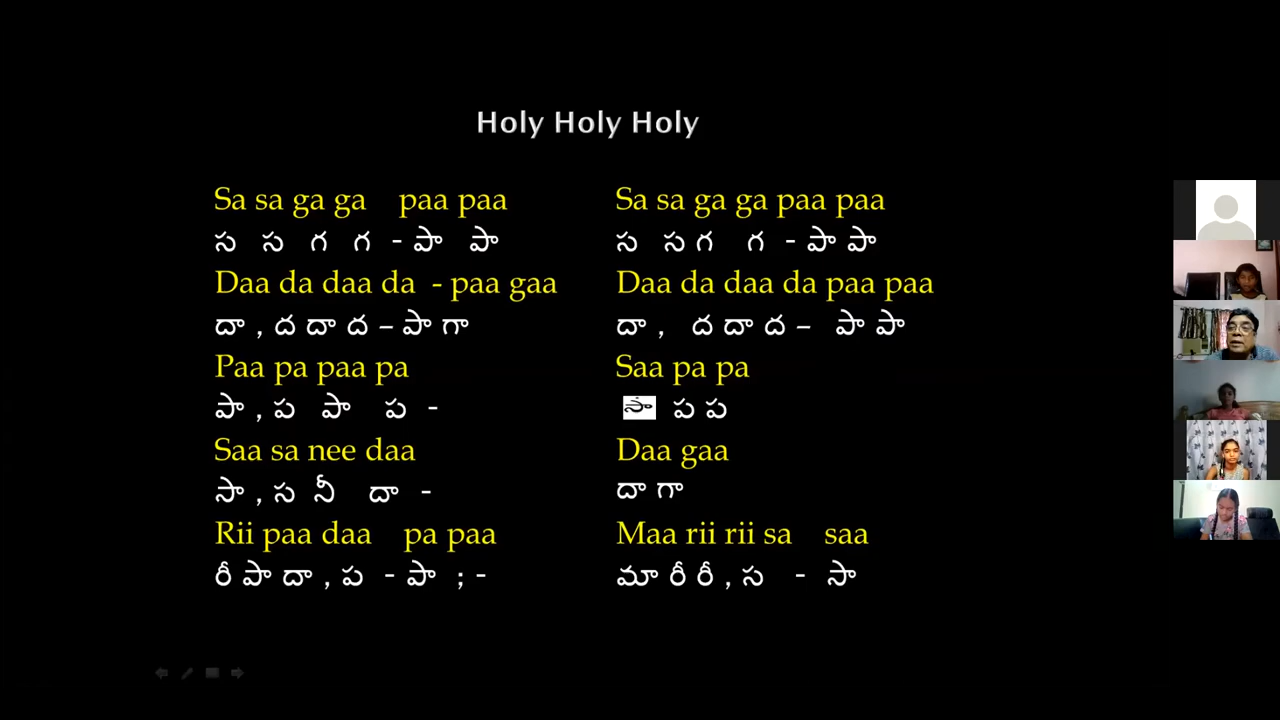 Holy Holy Holy
Sa sa ga ga paa paa
స స గ గ - పా పా
Daa da daa da - paa gaa
దా , ద దా ద – పా గా
Paa pa paa pa
పా , ప పా ప -
Saa sa nee daa
సా , స నీ దా -
Rii paa daa pa paa
రీ పా దా , ప - పా ; -
Sa sa ga ga paa paa
స స గ గ - పా పా
Daa da daa da paa paa
దా , ద దా ద – పా పా
Saa pa pa
సా ప ప
Daa gaa
దా గా
Maa rii rii sa saa
మా రీ రీ , స - సా